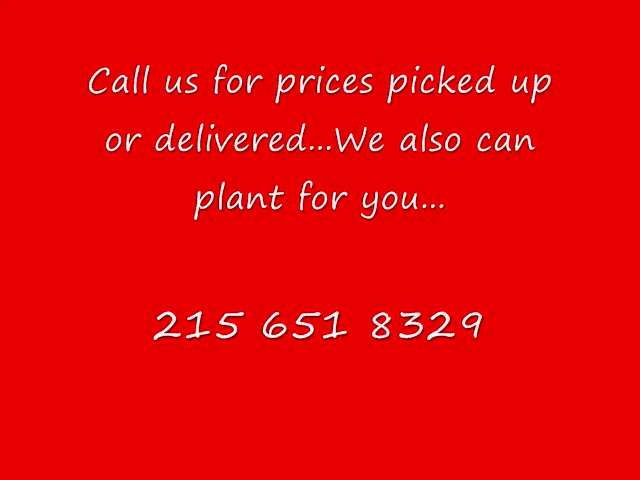 Call us for prices picked up
or delivered...We also can
plant for you...
215 651 8329